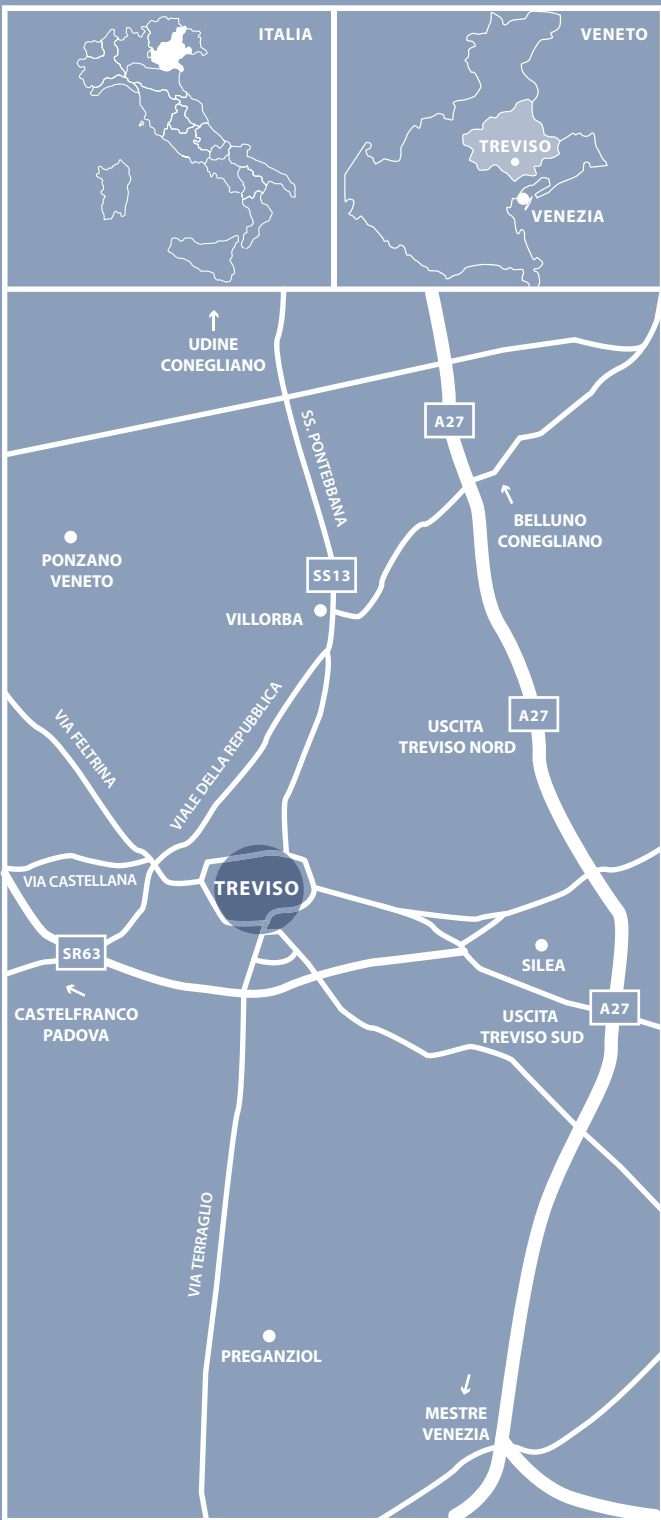 ITALIA
VENETO
TREVISO
VENEZIA
UDINE
CONEGLIANO
SS. PONTEBBANA
A27
BELLUNO
CONEGLIANO
PONZANO
VENETO
SS13
VILLORBA
VIA FELTRINA
VIALE DELLA REPUBBLICA
A27
USCITA
TREVISO NORD
VIA CASTELLANA
TREVISO
SR63
SILEA
CASTELFRANCO
PADOVA
A27
USCITA
TREVISO SUD
VIA TERRAGLIO
PREGANZIOL
MESTRE
VENEZIA